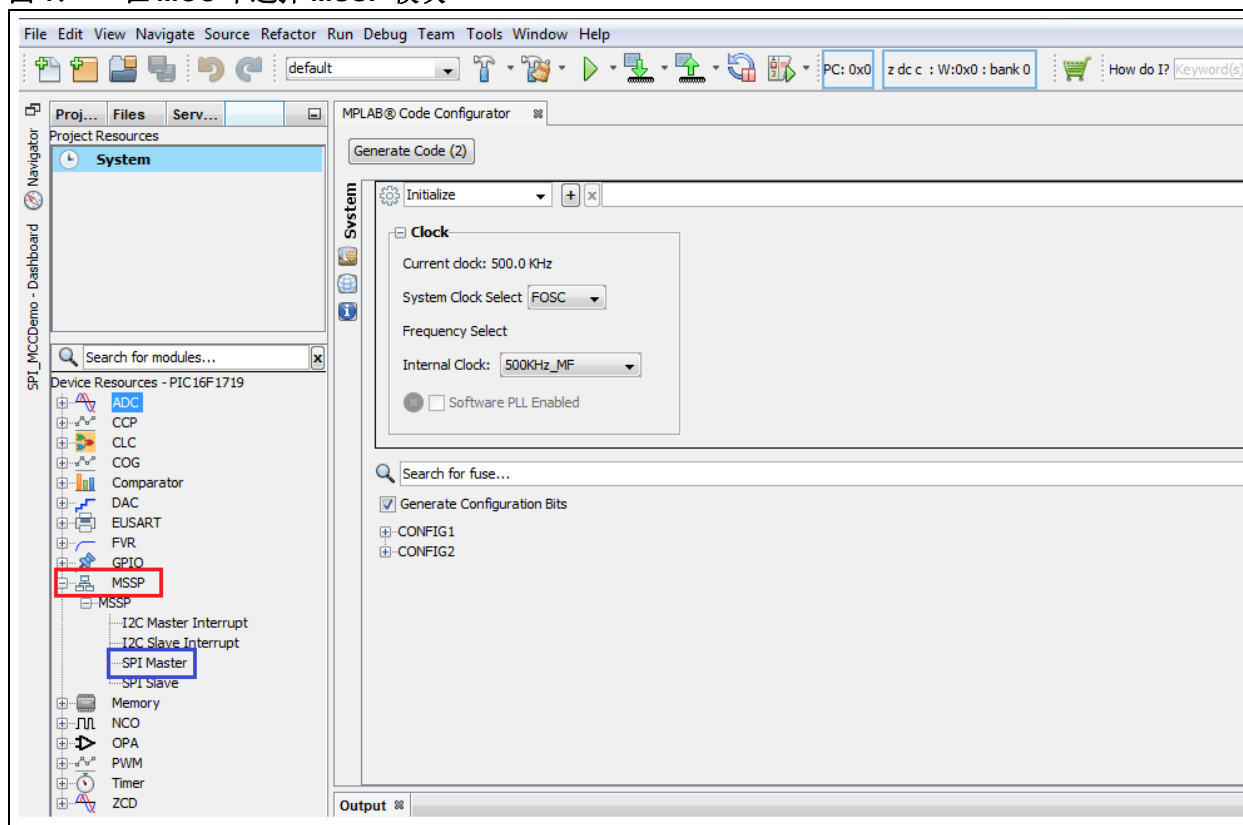 File Edit View Navigate Source Refactor Run Debug Team Tools Window Help
default
PC: 0x0
z dc c : W:0x0 : bank 0
How do I? Keyword(s)
Proj... Files Serv...
Project Resources
System
Navigator
SPI_MCCDemo - Dashboard
Search for modules...
Device Resources - PIC16F1719
ADC
CCP
CLC
COG
Comparator
DAC
EUSART
FVR
GPIO
MSSP
MSSP
I2C Master Interrupt
I2C Slave Interrupt
SPI Master
SPI Slave
Memory
NCO
OPA
PWM
Timer
ZCD
MPLAB® Code Configurator
Generate Code (2)
System
Initialize
Clock
Current clock: 500.0 KHz
System Clock Select FOSC
Frequency Select
Internal Clock: 500KHz_MF
Software PLL Enabled
Search for fuse...
Generate Configuration Bits
CONFIG1
CONFIG2
Output